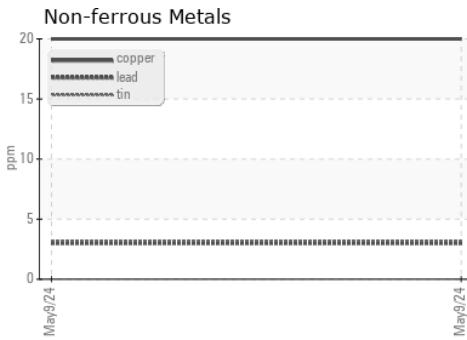 Non-ferrous Metals
20
copper
lead
tin
15
ppm
10
5
0
May9/24
May9/24